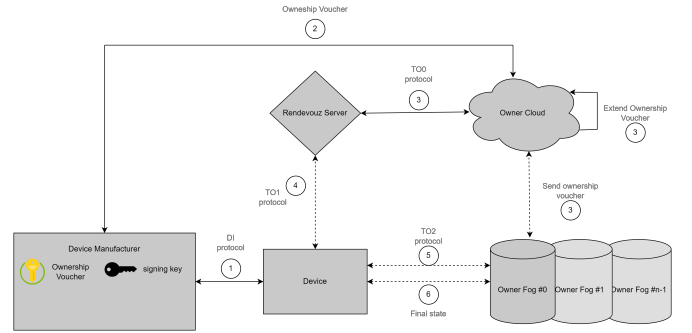 Owneship Voucher
2
TO0
protocol
3
Rendevouz Server
Owner Cloud
Extend Ownership
Voucher
3
TO1
protocol
4
Send ownership
voucher
3
Device Manufacturer
Ownership
Voucher
signing key
DI
protocol
1
Device
TO2
protocol
5
6
Final state
Owner Fog #0
Owner Fog #1
Owner Fog #n-1